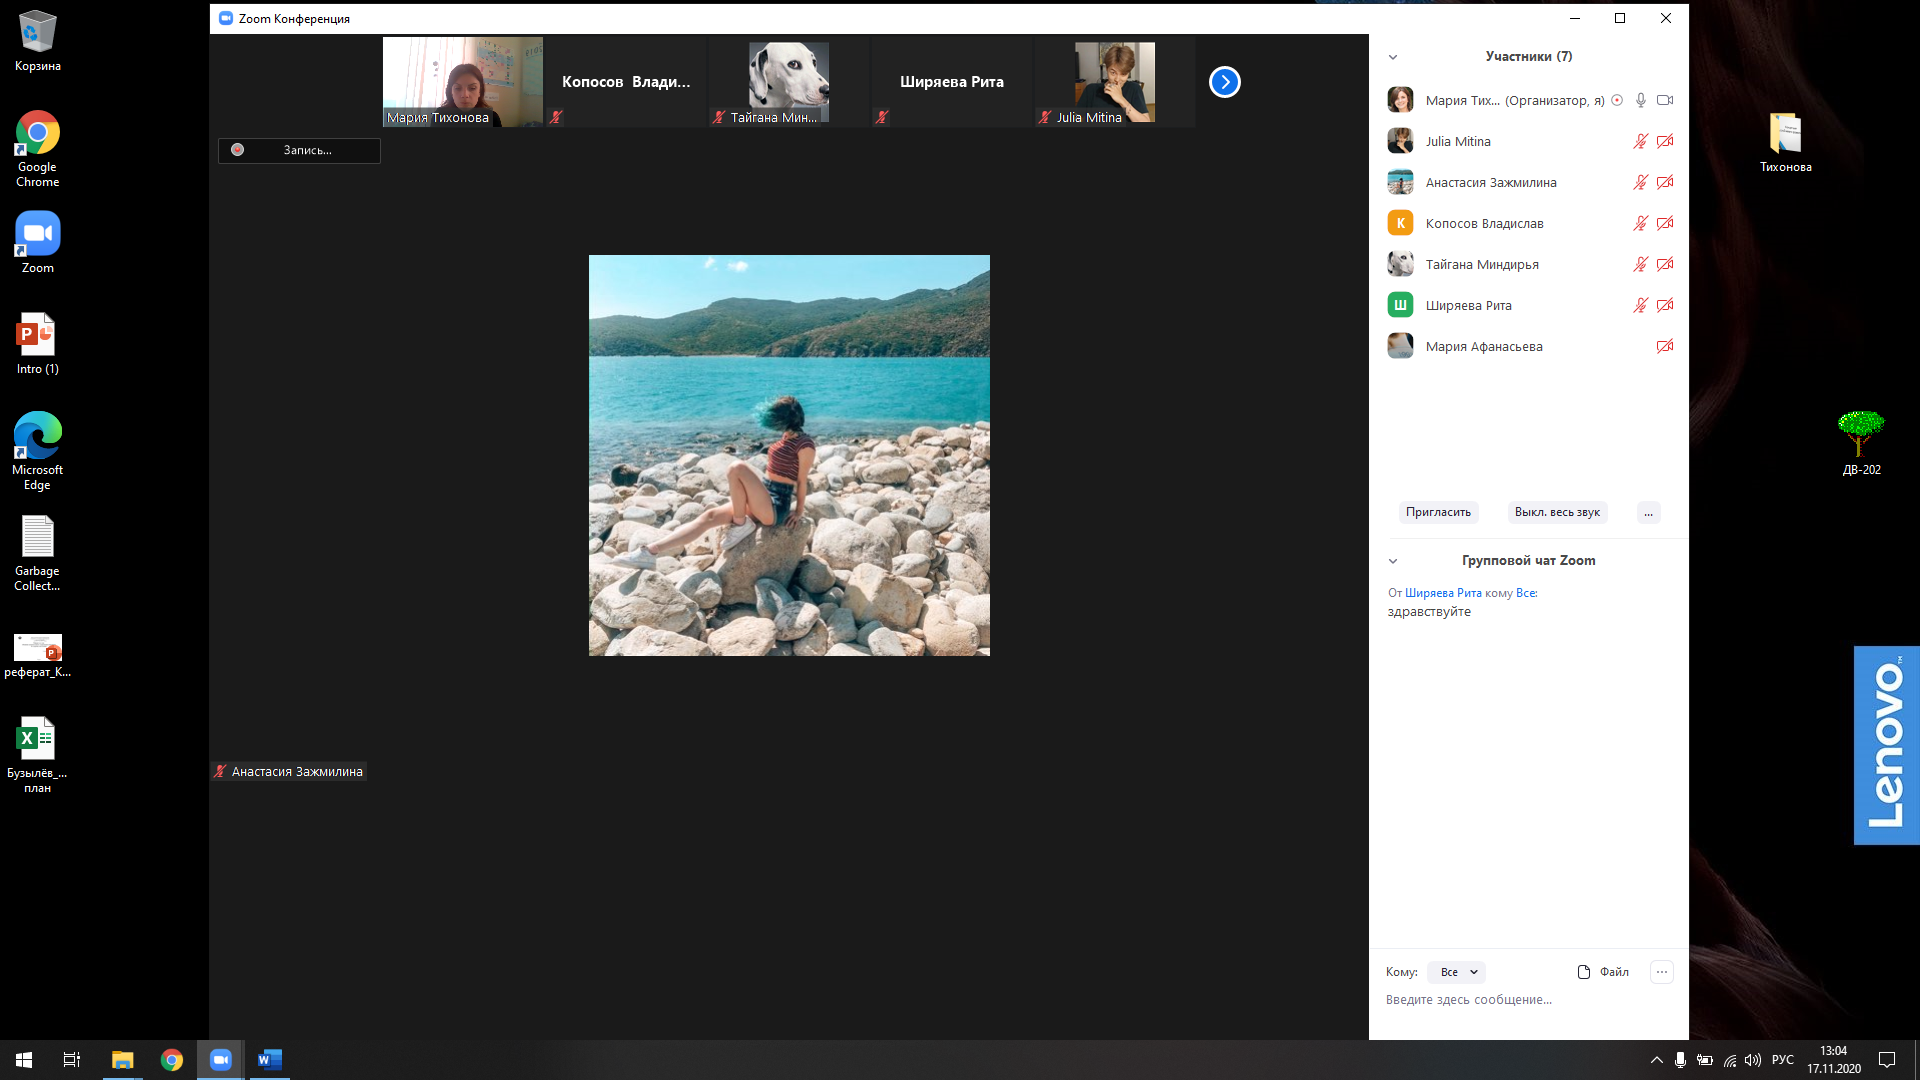 Zoom Конференция
Корзина
Google
Chrome
Zoom
Intro (1)
Microsoft
Edge
Garbage
Collect...
реферат_К...
Бузылёв_...
план
Мария Тихонова
Копосов Влади...
Тайгана Мин...
Ширяева Рита
Julia Mitina
Запись...
Анастасия Зажмилина
Участники (7)
Мария Тих... (Организатор, я)
Julia Mitina
Анастасия Зажмилина
К
Копосов Владислав
Тайгана Миндирья
Ш
Ширяева Рита
Мария Афанасьева
Пригласить
Выкл. весь звук
...
Групповой чат Zoom
От Ширяева Рита кому Все:
здравствуйте
Кому:
Все
Файл
...
Введите здесь сообщение...
Тихонова
ДВ-202
Lenovo™
РУС
13:04
17.11.2020